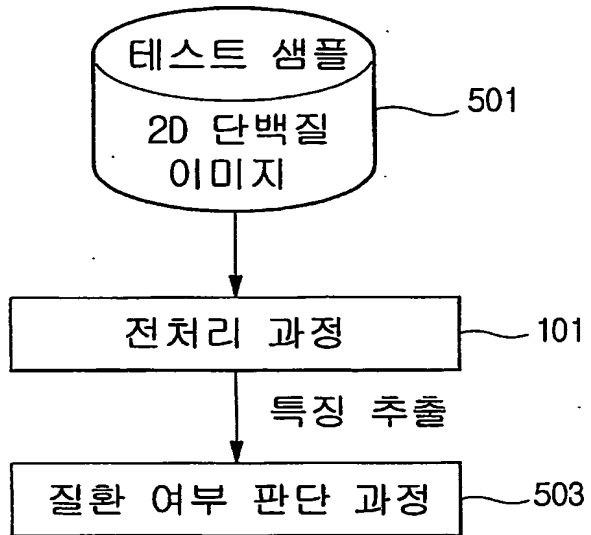 테스트 샘플
2D 단백질
이미지
501
전처리 과정
101
특징 추출
질환 여부 판단 과정
503